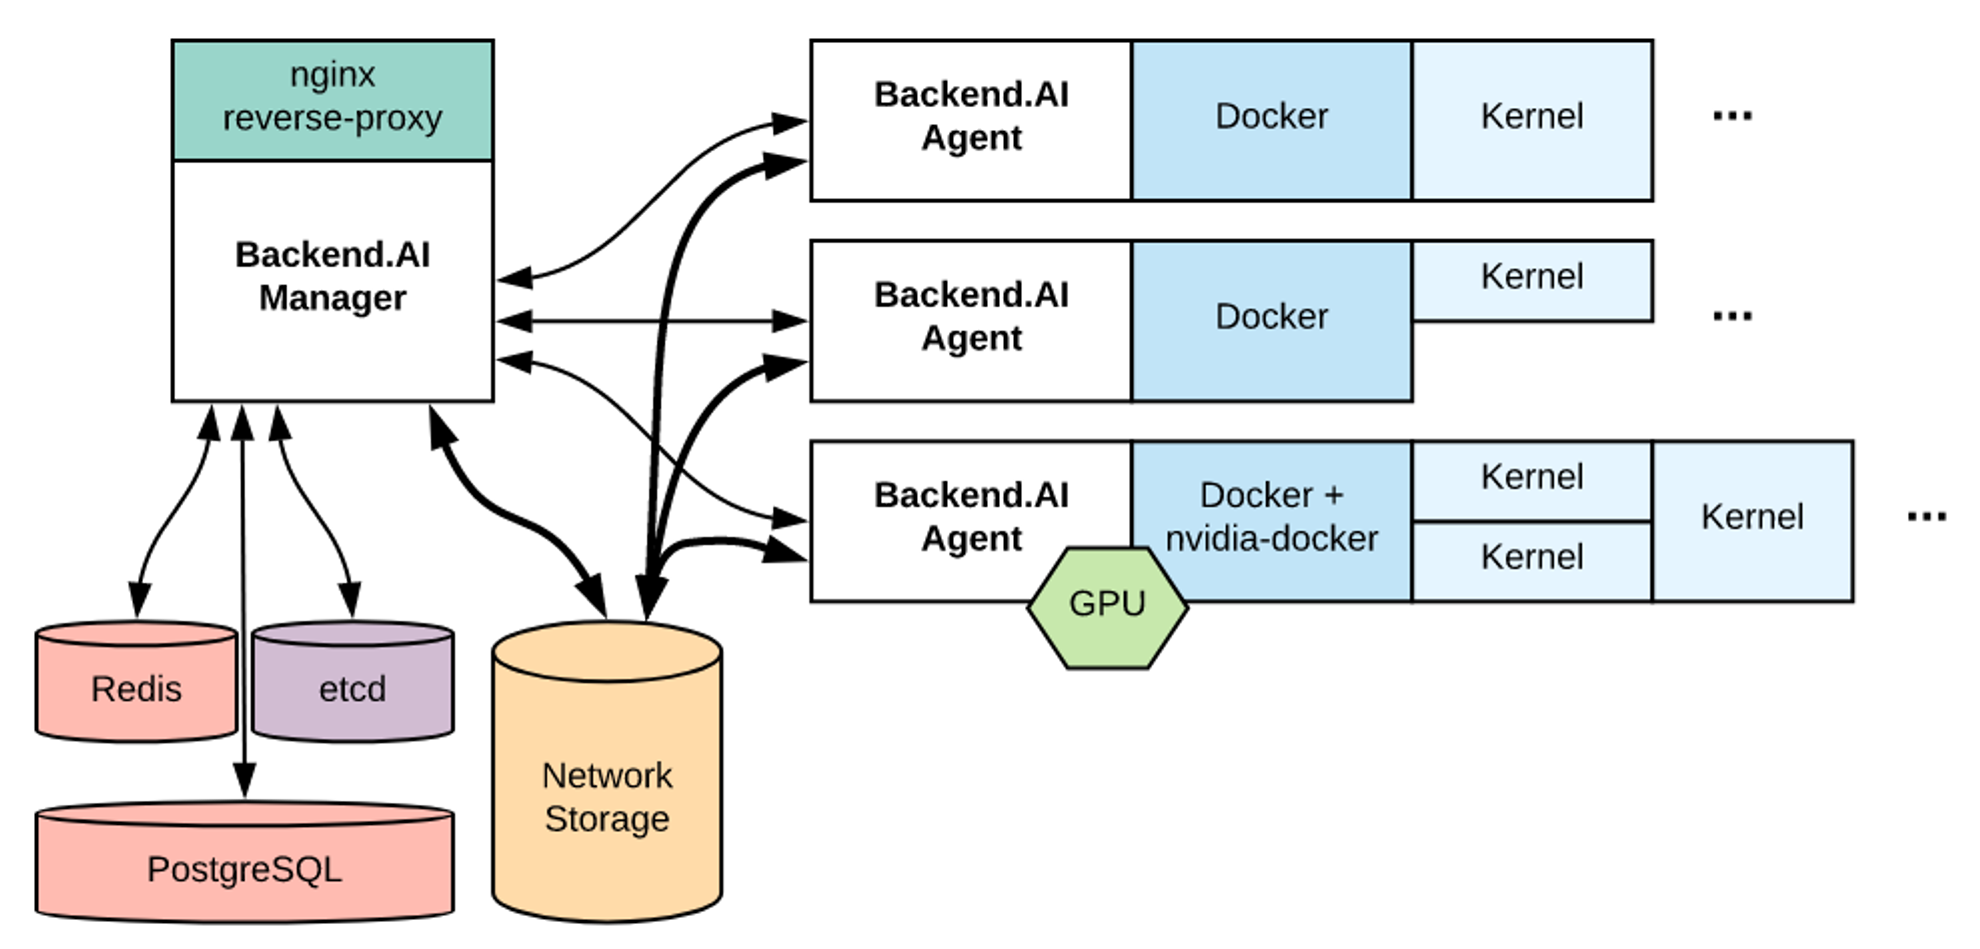 nginx
reverse-proxy
Backend.AI
Manager
Backend.AI
Agent
Docker
Kernel
...
Backend.AI
Agent
Docker
Kernel
...
Backend.AI
Agent
Docker +
nvidia-docker
Kernel
Kernel
Kernel
...
GPU
Redis
etcd
Network
Storage
PostgreSQL